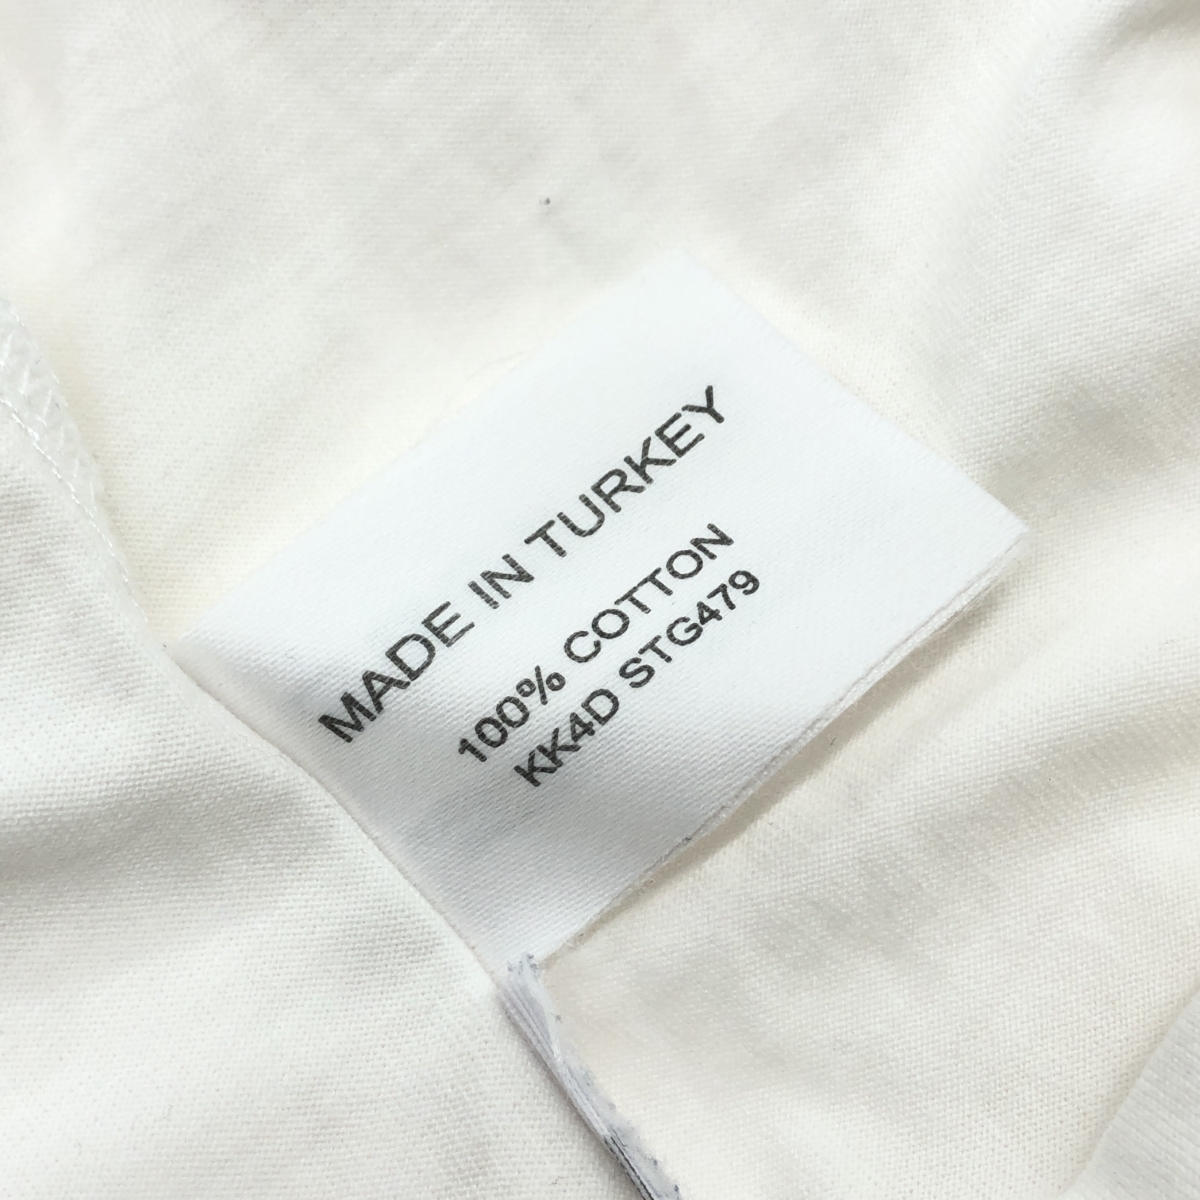 MADE IN TURKEY
100% COTTON
KK4D STG479